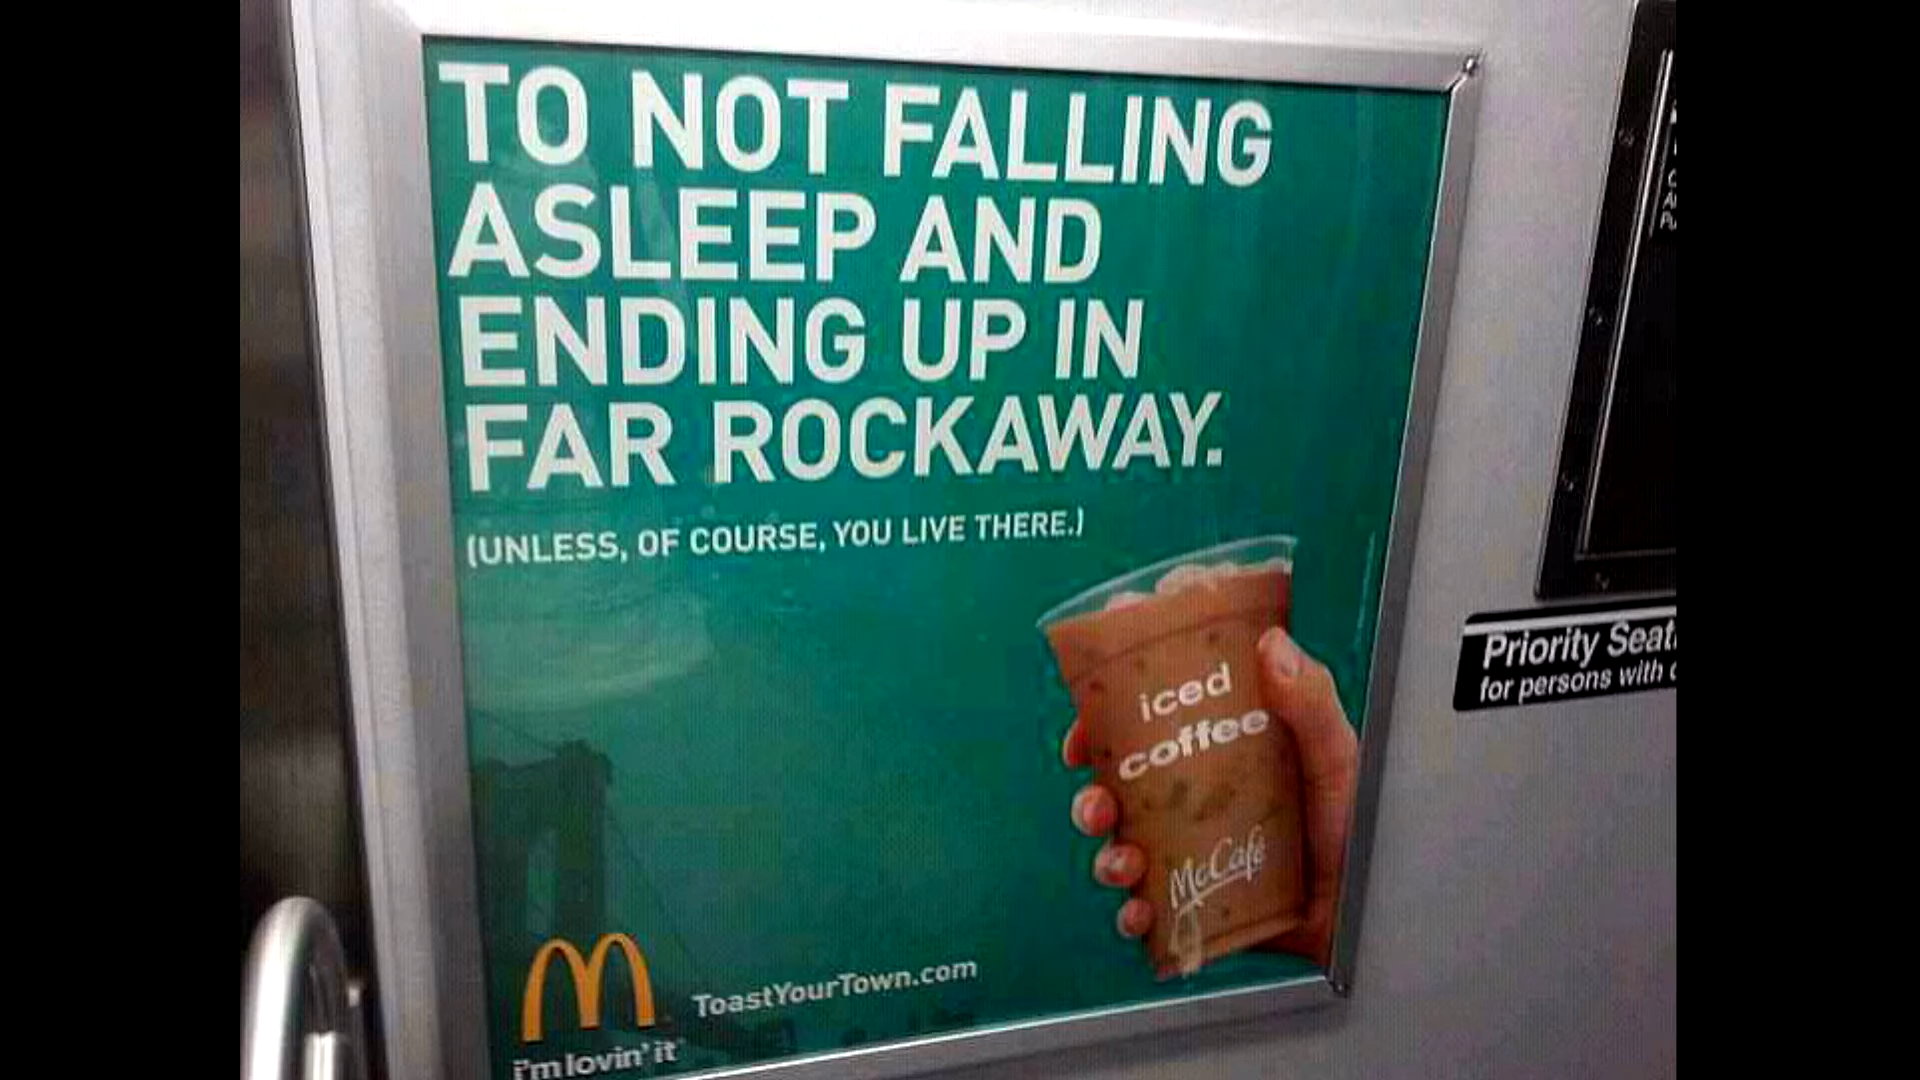 TO NOT FALLING
ASLEEP AND
ENDING UP IN
FAR ROCKAWAY.
(UNLESS, OF COURSE, YOU LIVE THERE.)
iced
coffee
McCafé
ToastYourTown.com
i'm lovin' it
Priority Seat
for persons with